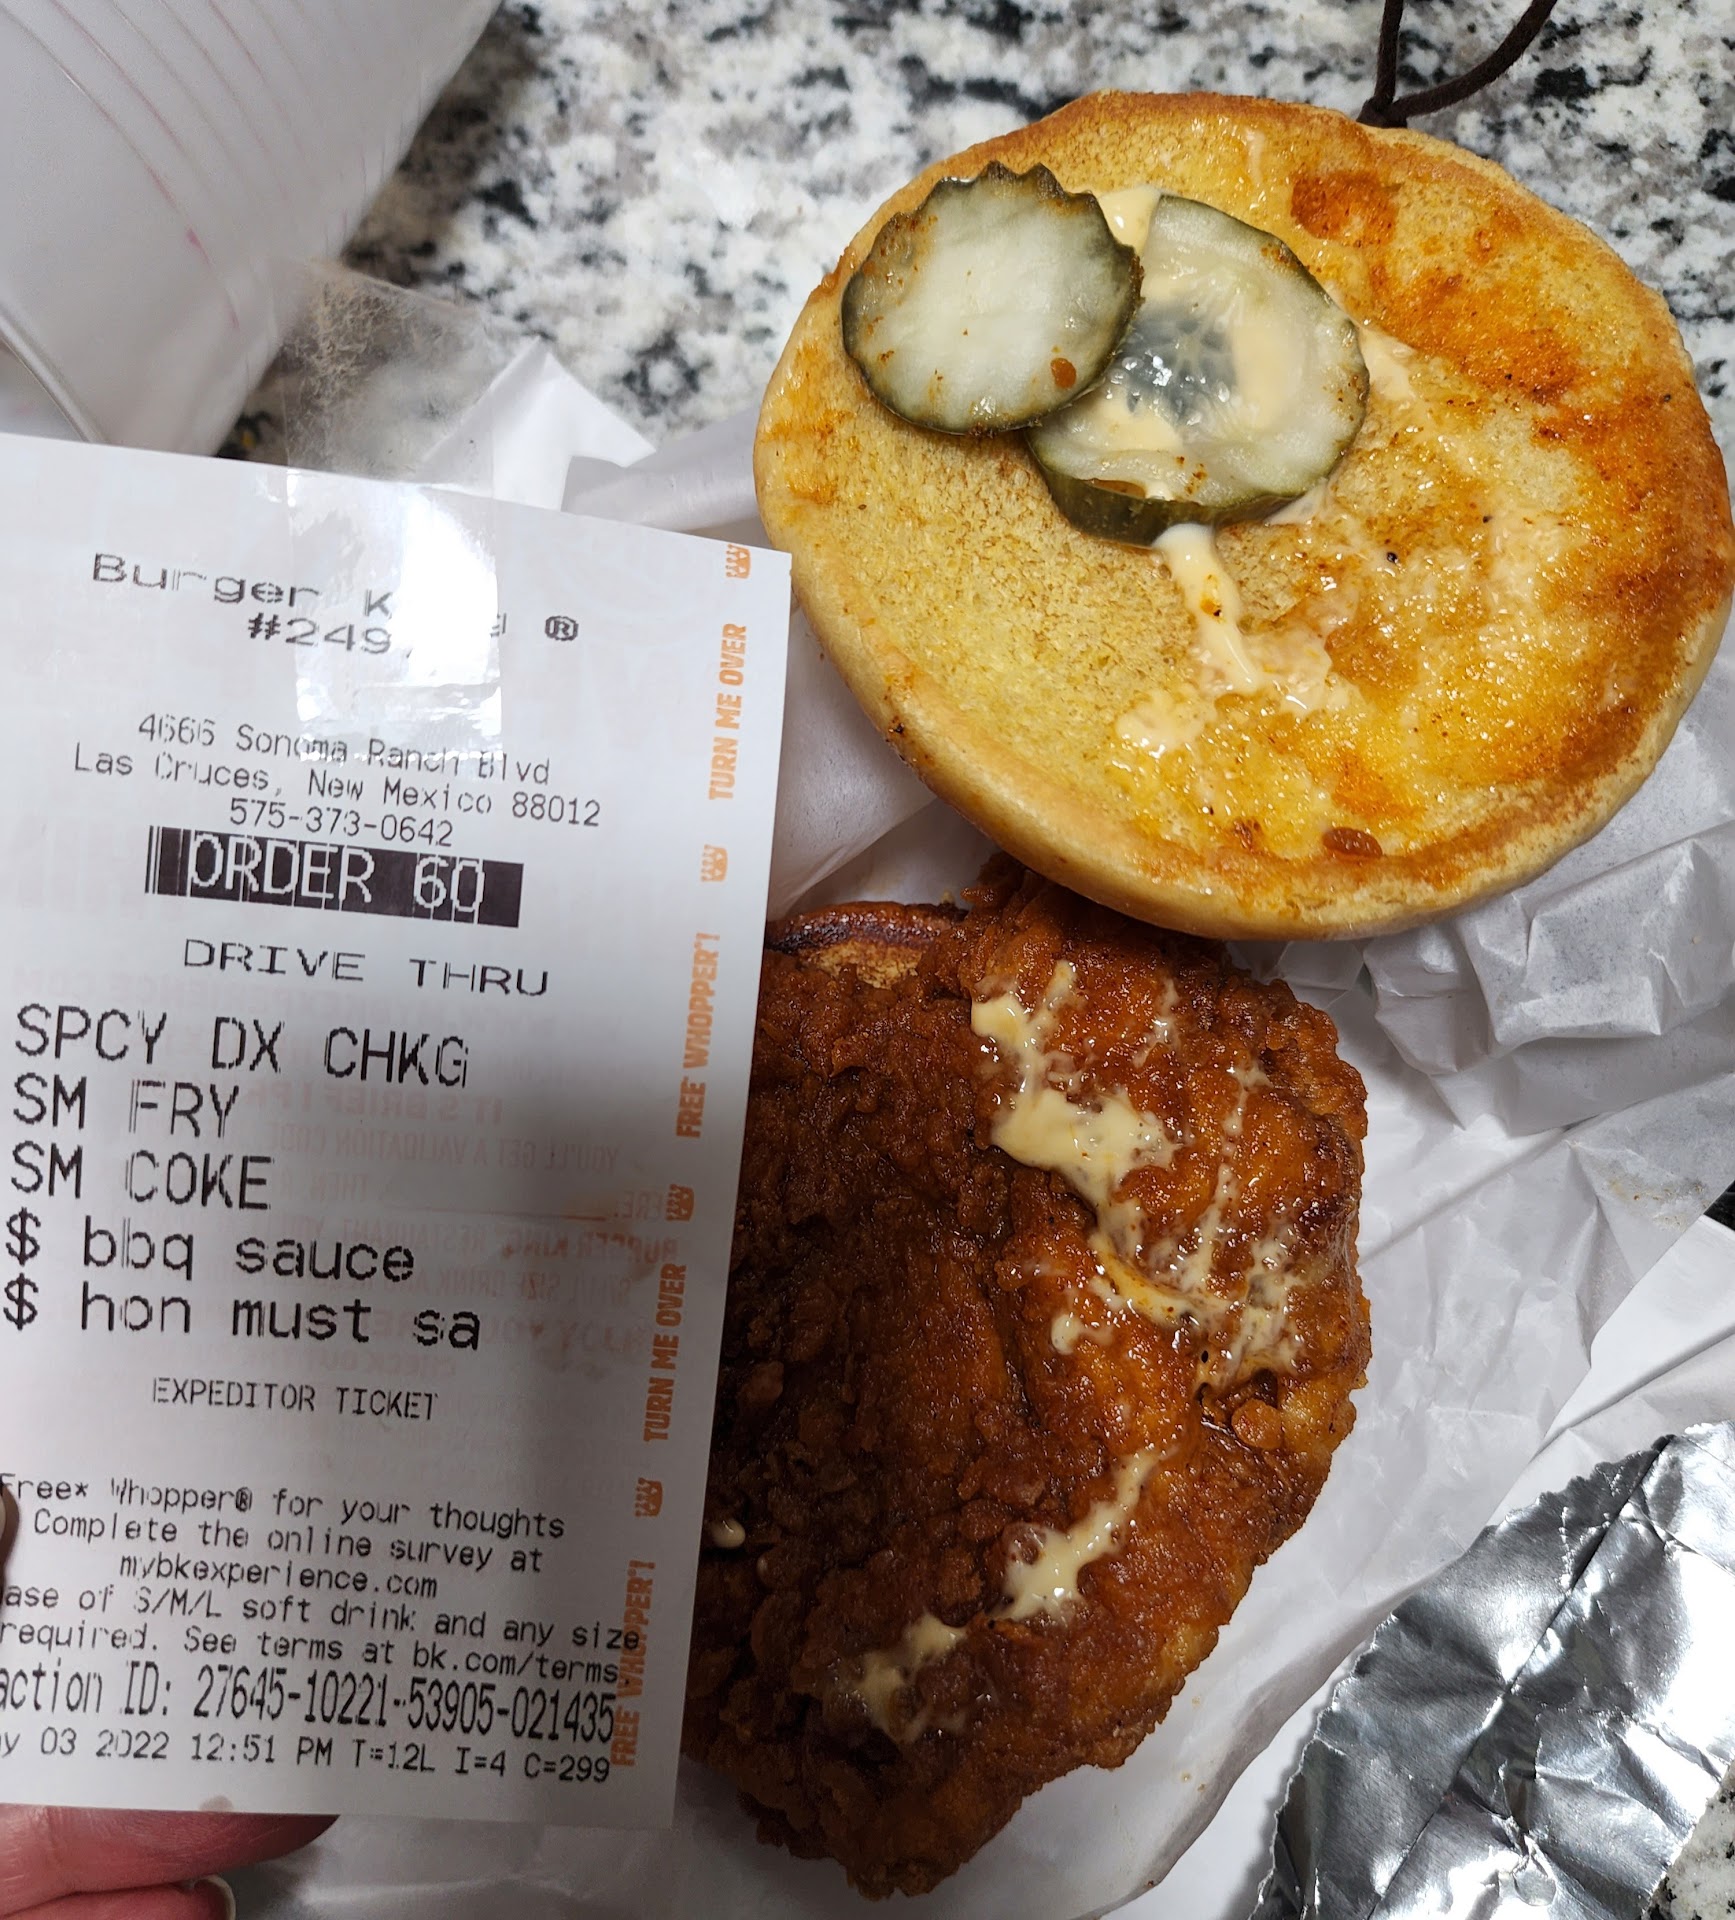 Burger
#249
®
4666 Sonoma Ranch Blvd
Las Cruces, New Mexico 88012
575-373-0642
ORDER 60
DRIVE THRU
SPCY DX CHKG
SM FRY
SM COKE
$ bbq sauce
$ hon must sa
EXPEDITOR TICKET
Free* Whopper® for your thoughts
Complete the online survey at
mybkexperience.com
ase of S/M/L soft drink and any size
required. See terms at bk.com/terms
action ID: 27645-10221-53905-021435
y 03 2022 12:51 PM T=12L I=4 C=299
TURN ME OVER
FREE WHOPPER®!
TURN ME OVER
FREE WHOPPER®!